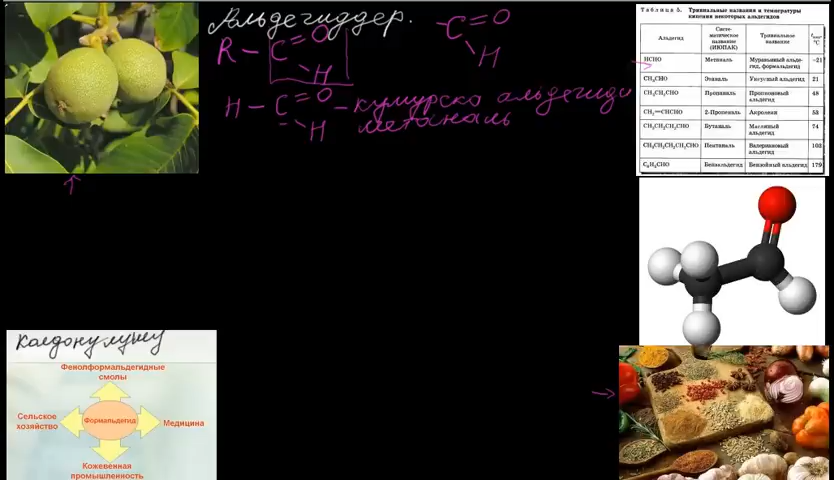 Альдегиддер.
R – C = O
H
– C = O
H
H – C = O – кумурска альдегиди
– H метаналь
Таблица 5. Тривиальные названия и температуры кипения некоторых альдегидов
Альдегид Систематическое название (ИЮПАК) Тривиальное название tкип, °C
HCHO Метаналь Муравьиный альдегид, формальдегид –21
CH₃CHO Этаналь Уксусный альдегид 21
CH₃CH₂CHO Пропаналь Пропионовый альдегид 48
CH₂=CHCHO 2-Пропеналь Акролеин 53
CH₃CH₂CH₂CHO Бутаналь Масляный альдегид 74
CH₃CH₂CH₂CH₂CHO Пентаналь Валериановый альдегид 102
C₆H₅CHO Бензальдегид Бензойный альдегид 179
Колдонулушу
Фенолформальдегидные
смолы
Сельское
хозяйство
Формальдегид
Медицина
Кожевенная
промышленность